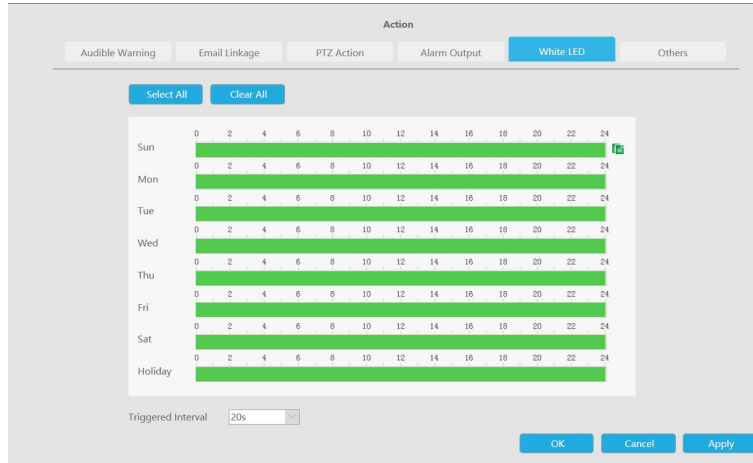 Action
Audible Warning Email Linkage PTZ Action Alarm Output White LED Others
Select All Clear All
0 2 4 6 8 10 12 14 16 18 20 22 24
Sun
0 2 4 6 8 10 12 14 16 18 20 22 24
Mon
0 2 4 6 8 10 12 14 16 18 20 22 24
Tue
0 2 4 6 8 10 12 14 16 18 20 22 24
Wed
0 2 4 6 8 10 12 14 16 18 20 22 24
Thu
0 2 4 6 8 10 12 14 16 18 20 22 24
Fri
0 2 4 6 8 10 12 14 16 18 20 22 24
Sat
0 2 4 6 8 10 12 14 16 18 20 22 24
Holiday
Triggered Interval 20s
OK Cancel Apply